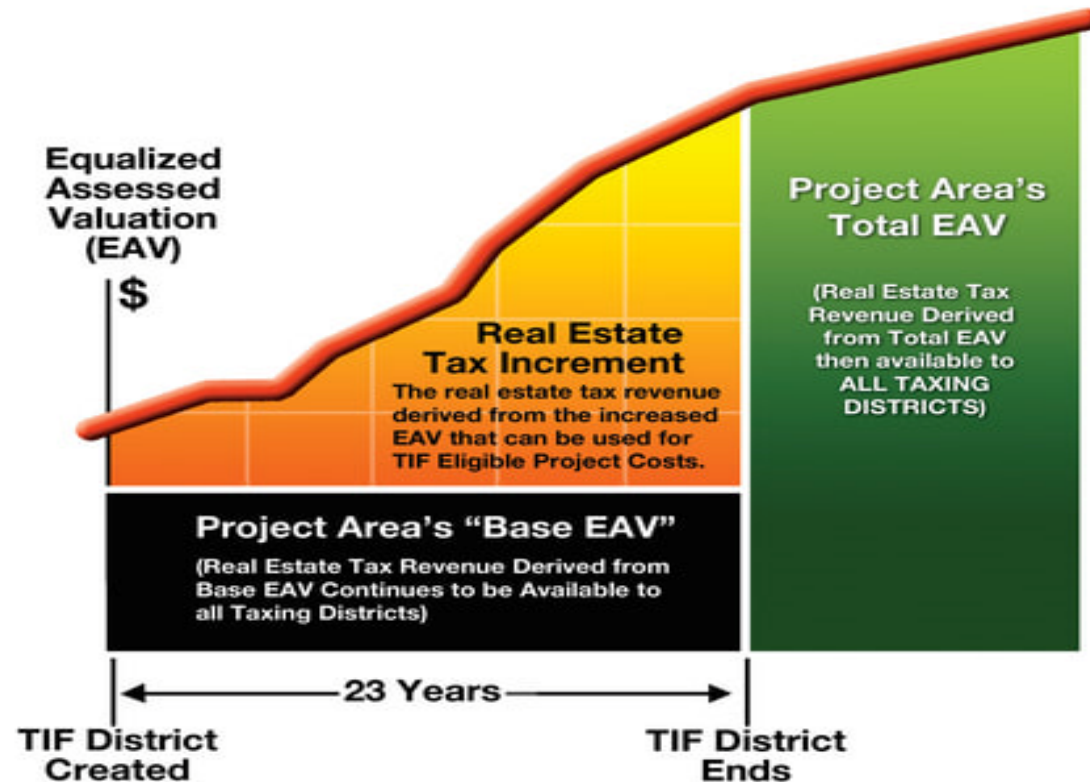 Equalized
Assessed
Valuation
(EAV)
$
Real Estate
Tax Increment
The real estate tax revenue
derived from the increased
EAV that can be used for
TIF Eligible Project Costs.
Project Area's
Total EAV
(Real Estate Tax
Revenue Derived
from Total EAV
then available to
ALL TAXING
DISTRICTS)
Project Area's “Base EAV”
(Real Estate Tax Revenue Derived from
Base EAV Continues to be Available to
all Taxing Districts)
23 Years
TIF District
Created
TIF District
Ends